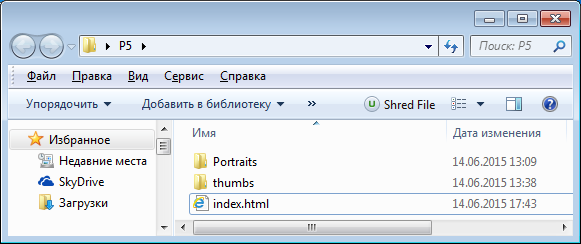 P5
Поиск: P5
Файл Правка Вид Сервис Справка
Упорядочить Добавить в библиотеку » Shred File
Избранное
Недавние места
SkyDrive
Загрузки
Имя Дата изменения
Portraits 14.06.2015 13:09
thumbs 14.06.2015 13:38
index.html 14.06.2015 17:43